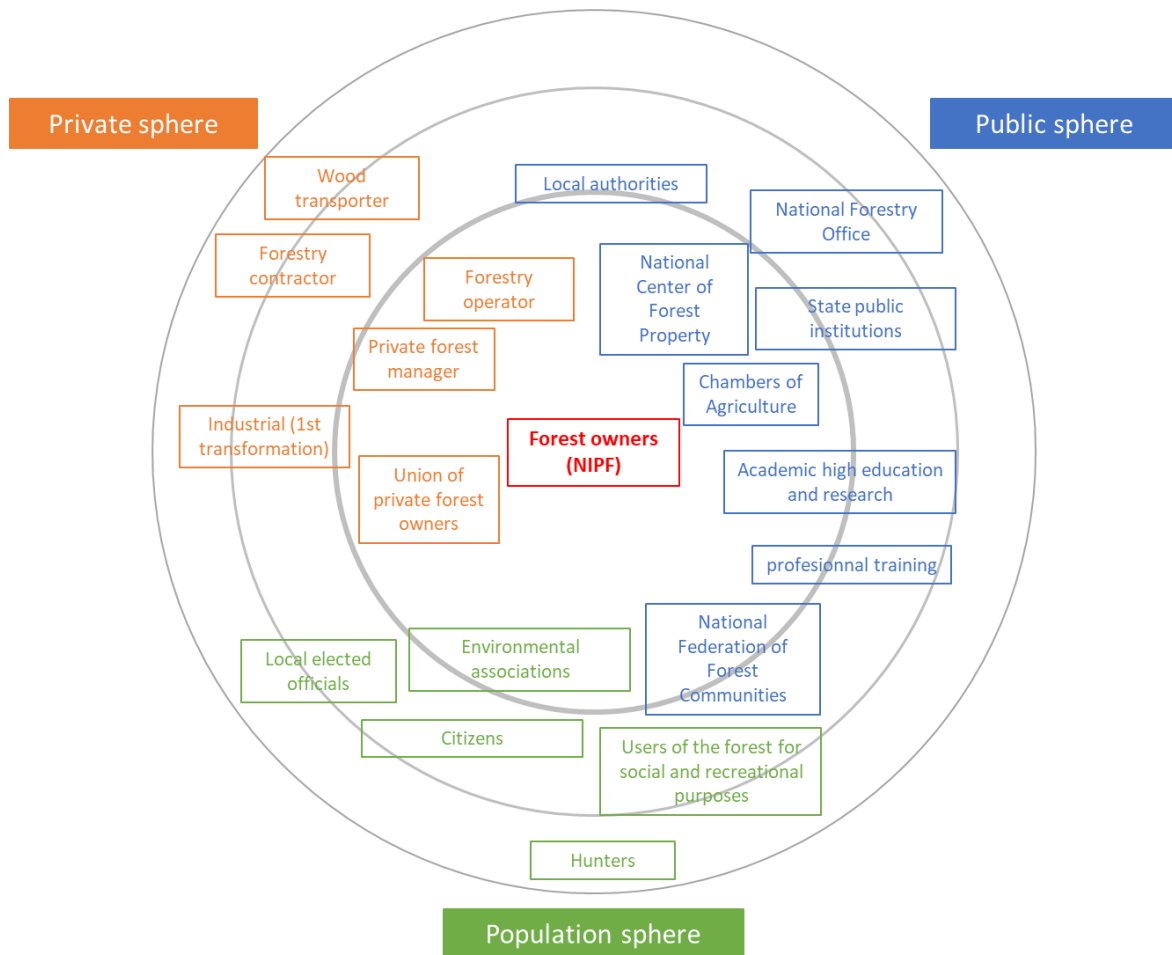 Private sphere
Public sphere
Wood
transporter
Local authorities
National Forestry
Office
Forestry
contractor
Forestry
operator
National
Center of
Forest
Property
State public
institutions
Private forest
manager
Chambers of
Agriculture
Industrial (1st
transformation)
Forest owners
(NIPF)
Union of
private forest
owners
Academic high education
and research
profesionnal training
Local elected
officials
Environmental
associations
National
Federation of
Forest
Communities
Citizens
Users of the forest for
social and recreational
purposes
Hunters
Population sphere